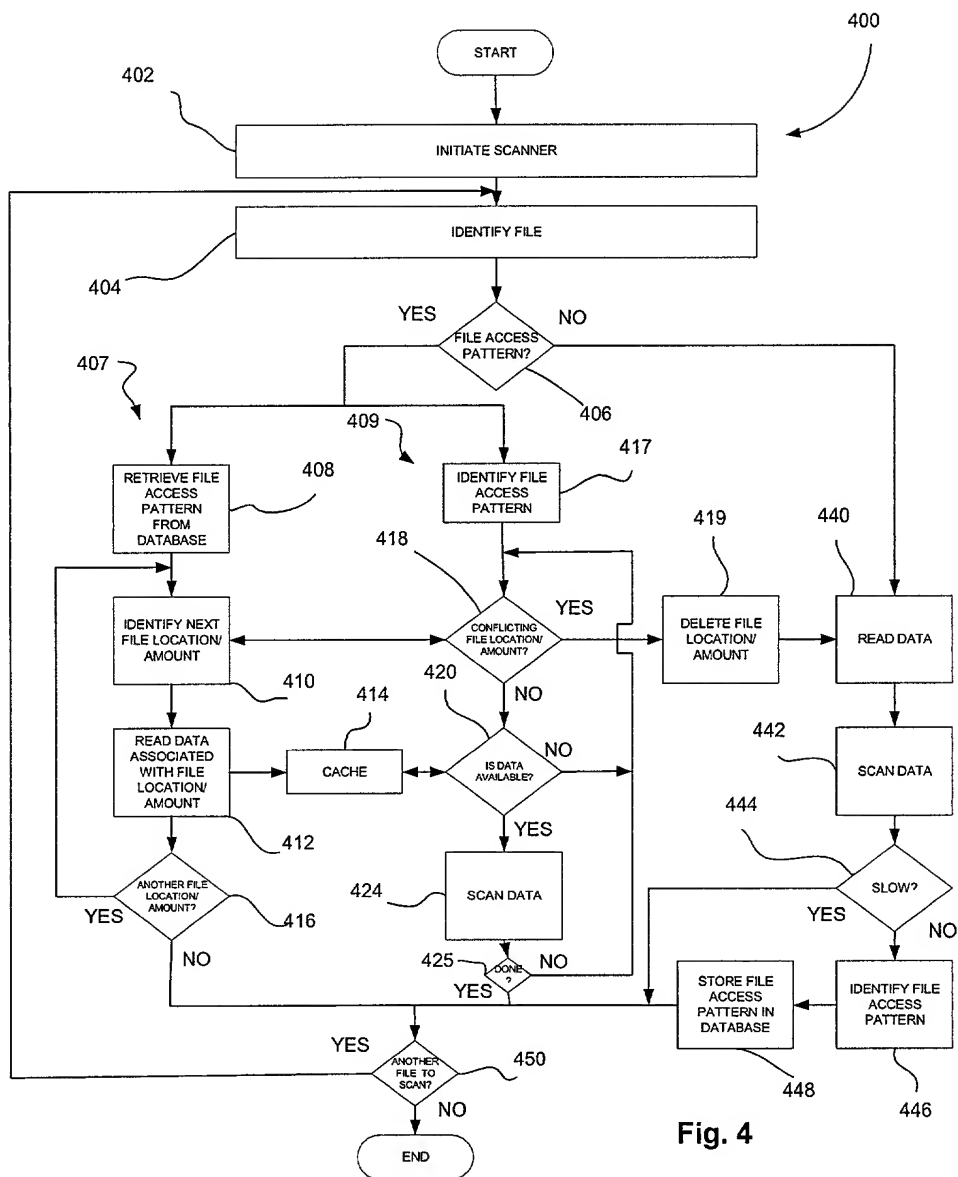 START
400
402
INITIATE SCANNER
IDENTIFY FILE
404
YES
NO
FILE ACCESS
PATTERN?
406
407
409
417
408
RETRIEVE FILE
ACCESS
PATTERN
FROM
DATABASE
IDENTIFY FILE
ACCESS
PATTERN
418
419
440
YES
IDENTIFY NEXT
FILE LOCATION/
AMOUNT
CONFLICTING
FILE LOCATION/
AMOUNT?
DELETE FILE
LOCATION/
AMOUNT
READ DATA
410
414
420
NO
442
READ DATA
ASSOCIATED
WITH FILE
LOCATION/
AMOUNT
CACHE
IS DATA
AVAILABLE?
NO
SCAN DATA
412
YES
444
ANOTHER FILE
LOCATION/
AMOUNT?
YES
416
424
SCAN DATA
SLOW?
YES
NO
NO
425
DONE
?
NO
YES
STORE FILE
ACCESS
PATTERN IN
DATABASE
IDENTIFY FILE
ACCESS
PATTERN
YES
ANOTHER
FILE TO
SCAN?
450
448
446
NO
END
Fig. 4